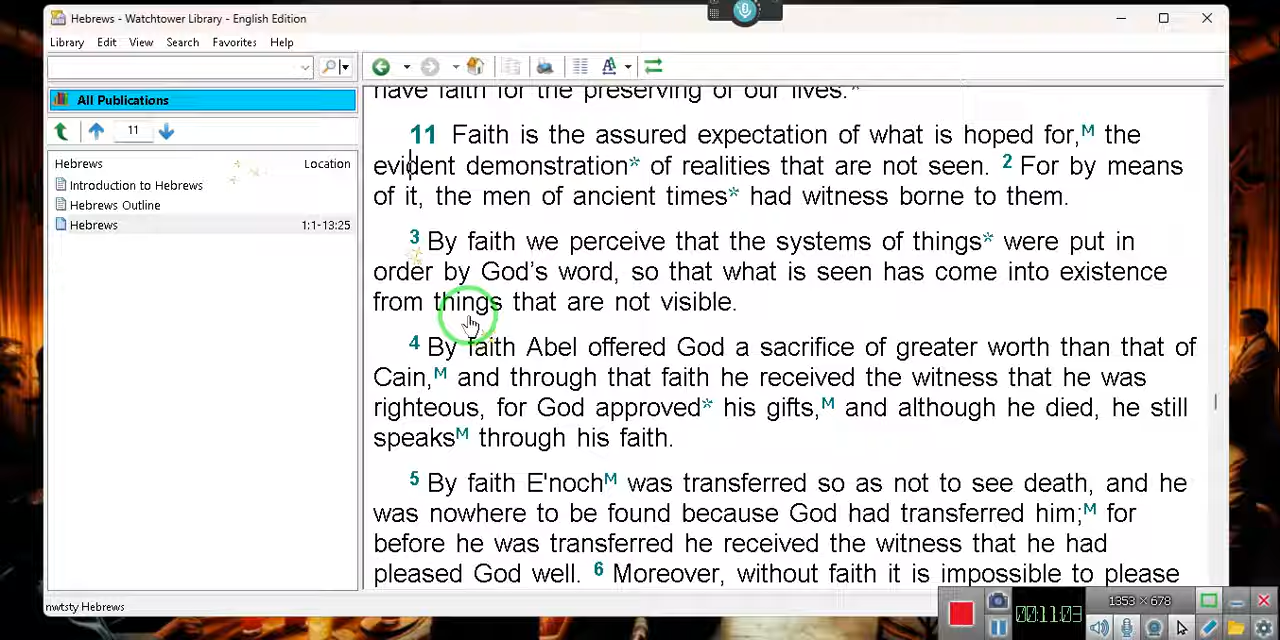 Hebrews - Watchtower Library - English Edition
Library Edit View Search Favorites Help
All Publications
11
Hebrews Location
Introduction to Hebrews
Hebrews Outline
Hebrews 1:1-13:25
have faith for the preserving of our lives.*
11 Faith is the assured expectation of what is hoped for,M the
evident demonstration* of realities that are not seen. 2 For by means
of it, the men of ancient times* had witness borne to them.
3 By faith we perceive that the systems of things* were put in
order by God’s word, so that what is seen has come into existence
from things that are not visible.
4 By faith Abel offered God a sacrifice of greater worth than that of
Cain,M and through that faith he received the witness that he was
righteous, for God approved* his gifts,M and although he died, he still
speaksM through his faith.
5 By faith E'nochM was transferred so as not to see death, and he
was nowhere to be found because God had transferred him;M for
before he was transferred he received the witness that he had
pleased God well. 6 Moreover, without faith it is impossible to please
nwtsty Hebrews
1353 × 678
00:11:03